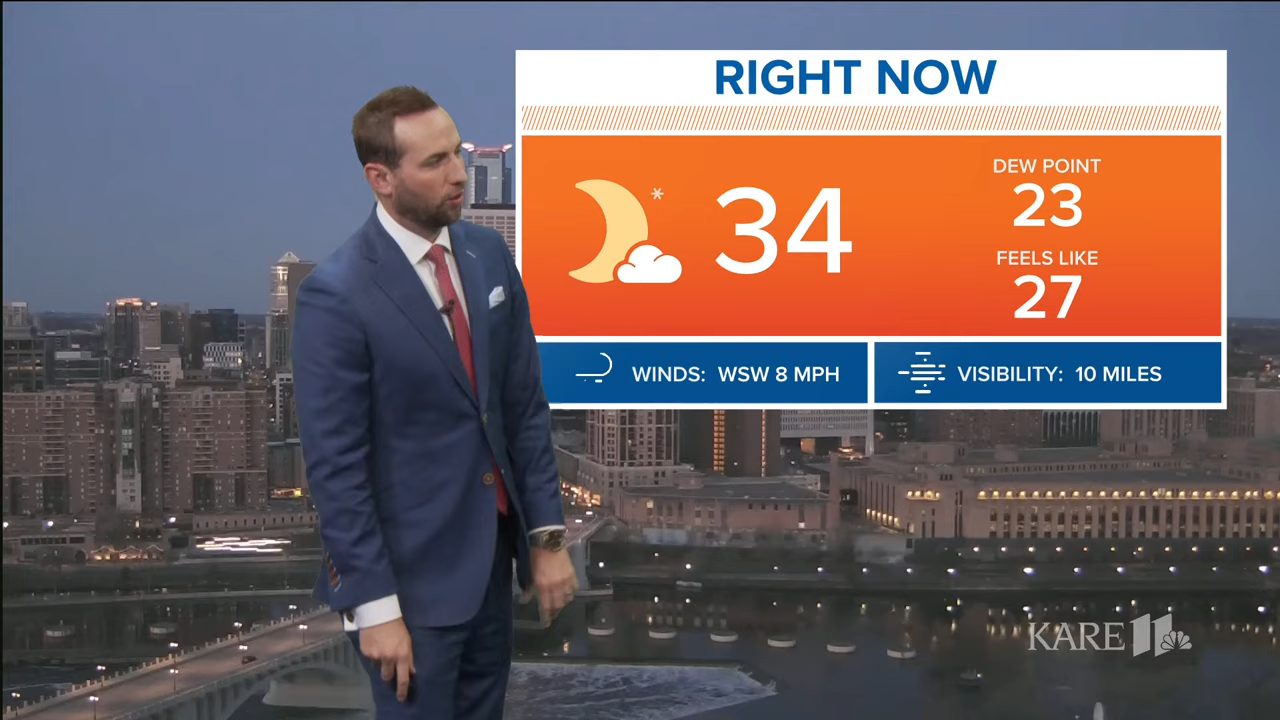 RIGHT NOW
34
DEW POINT
23
FEELS LIKE
27
WINDS: WSW 8 MPH
VISIBILITY: 10 MILES
KARE 11